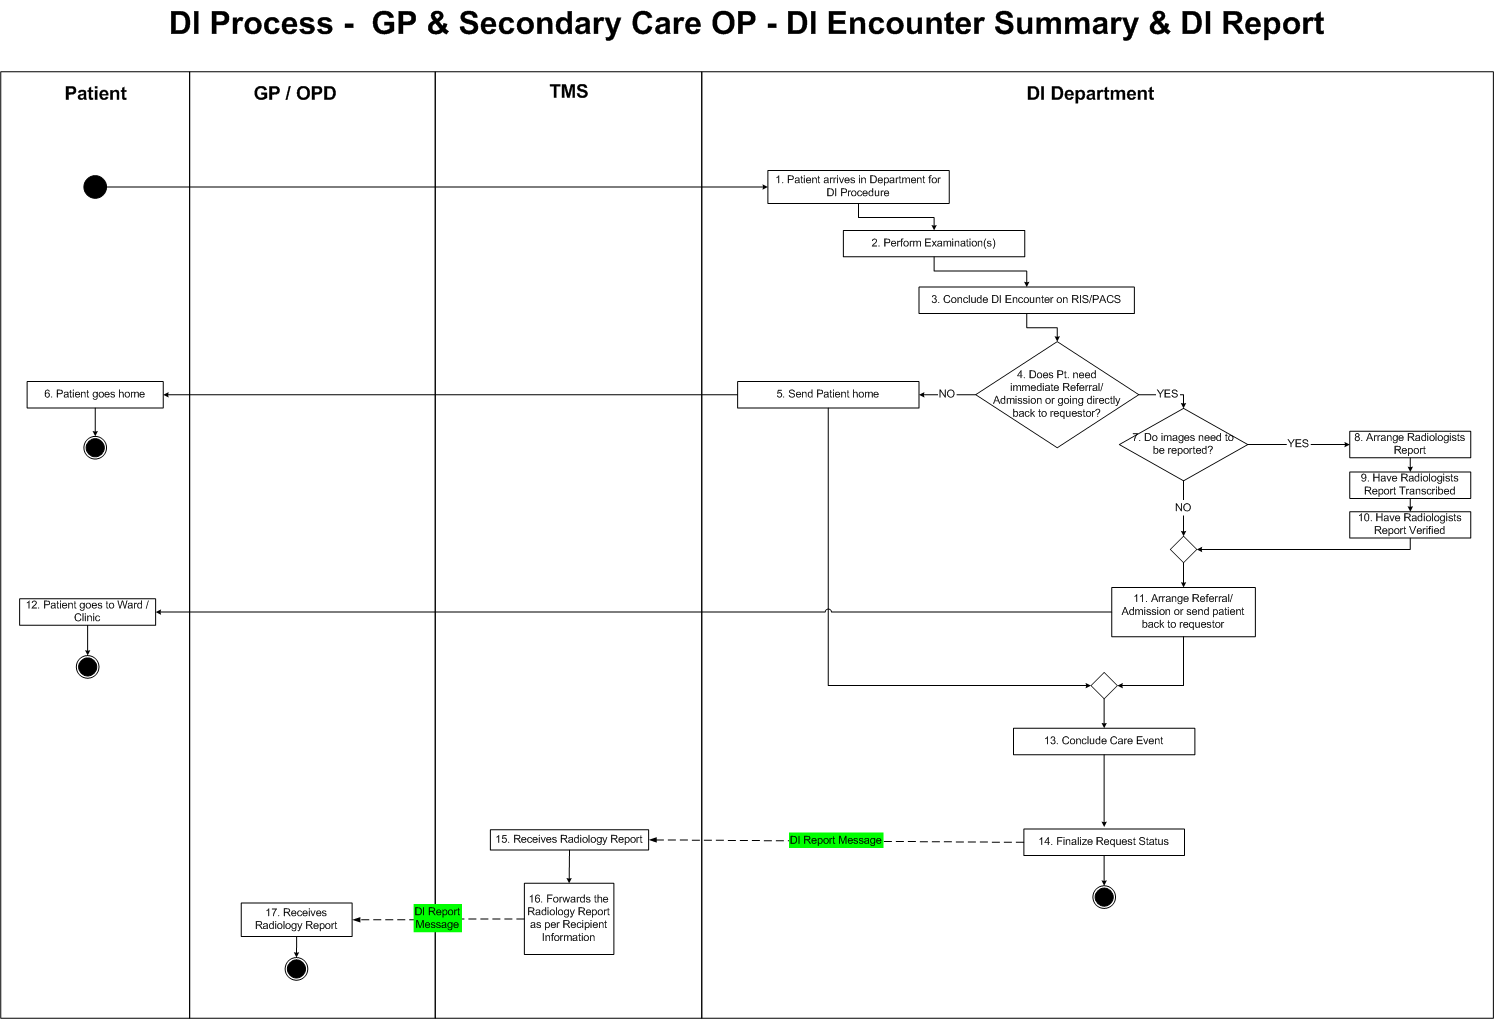 DI Process - GP & Secondary Care OP - DI Encounter Summary & DI Report
Patient
GP / OPD
TMS
DI Department
1. Patient arrives in Department for
DI Procedure
2. Perform Examination(s)
3. Conclude DI Encounter on RIS/PACS
4. Does Pt. need
immediate Referral/
Admission or going directly
back to requestor?
NO
YES
5. Send Patient home
6. Patient goes home
7. Do images need to
be reported?
YES
NO
8. Arrange Radiologists
Report
9. Have Radiologists
Report Transcribed
10. Have Radiologists
Report Verified
11. Arrange Referral/
Admission or send patient
back to requestor
12. Patient goes to Ward /
Clinic
13. Conclude Care Event
14. Finalize Request Status
DI Report Message
15. Receives Radiology Report
16. Forwards the
Radiology Report
as per Recipient
Information
DI Report
Message
17. Receives
Radiology Report